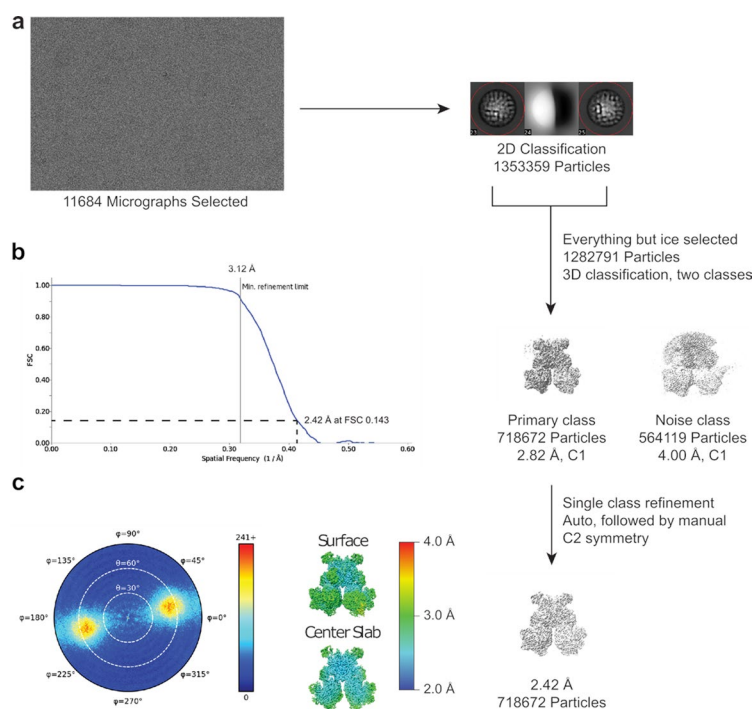 a
11684 Micrographs Selected
23
24
25
2D Classification
1353359 Particles
Everything but ice selected
1282791 Particles
3D classification, two classes
Primary class
718672 Particles
2.82 Å, C1
Noise class
564119 Particles
4.00 Å, C1
Single class refinement
Auto, followed by manual
C2 symmetry
2.42 Å
718672 Particles
b
3.12 Å
Min. refinement limit
1.00
0.80
0.60
0.40
0.20
0.00
FSC
2.42 Å at FSC 0.143
0.00
0.10
0.20
0.30
0.40
0.50
0.60
Spatial Frequency (1 / Å)
c
φ=90°
φ=135°
φ=45°
θ=60°
θ=30°
φ=180°
φ=0°
φ=225°
φ=315°
φ=270°
241+
0
Surface
Center Slab
4.0 Å
3.0 Å
2.0 Å